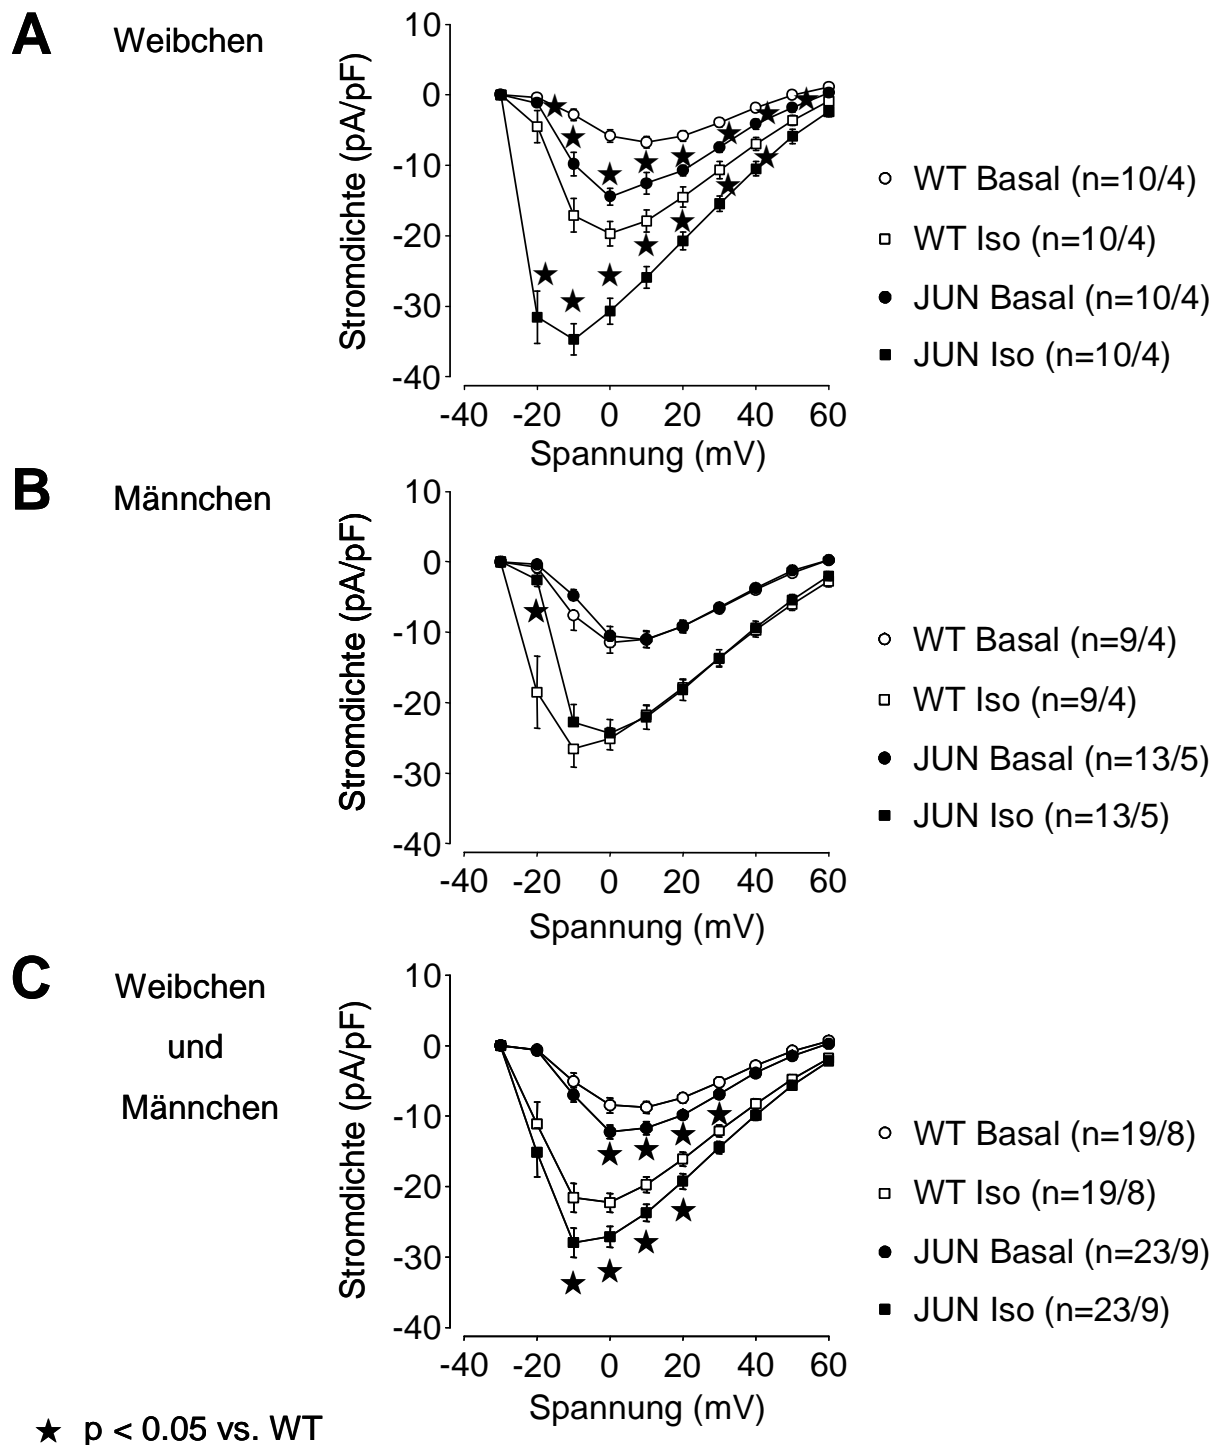 A
Weibchen
10
0
-10
-20
-30
-40
Stromdichte (pA/pF)
-40 -20 0 20 40 60
Spannung (mV)
WT Basal (n=10/4)
WT Iso (n=10/4)
JUN Basal (n=10/4)
JUN Iso (n=10/4)
B
Männchen
10
0
-10
-20
-30
-40
Stromdichte (pA/pF)
-40 -20 0 20 40 60
Spannung (mV)
WT Basal (n=9/4)
WT Iso (n=9/4)
JUN Basal (n=13/5)
JUN Iso (n=13/5)
C
Weibchen
und
Männchen
10
0
-10
-20
-30
-40
Stromdichte (pA/pF)
-40 -20 0 20 40 60
Spannung (mV)
WT Basal (n=19/8)
WT Iso (n=19/8)
JUN Basal (n=23/9)
JUN Iso (n=23/9)
★ p < 0.05 vs. WT